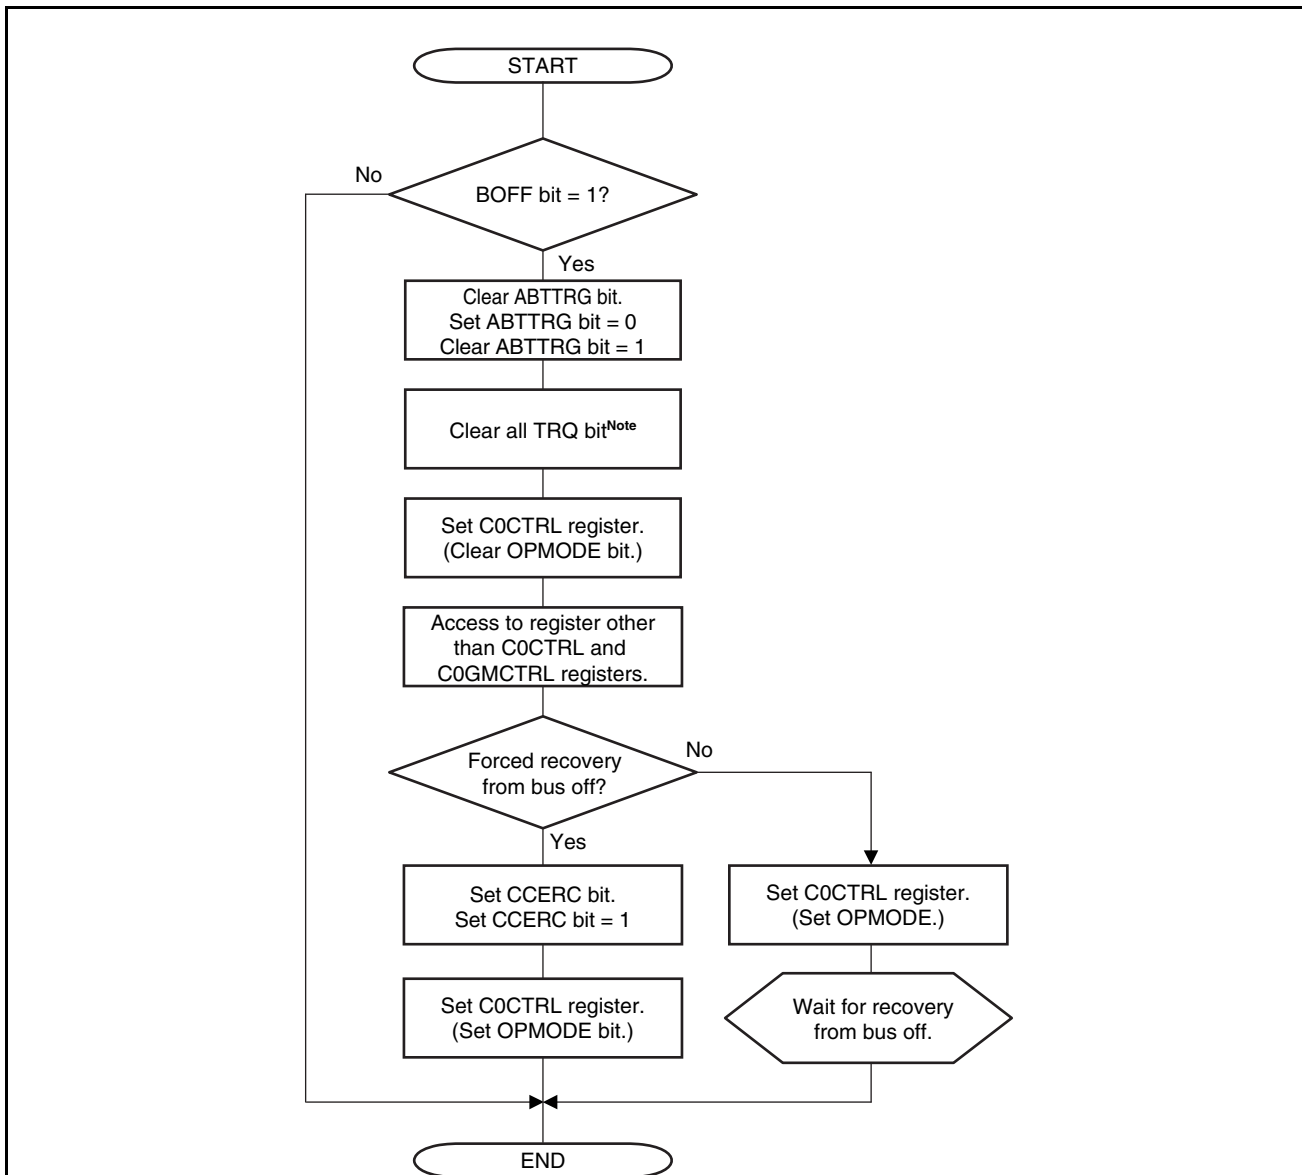 START
No
BOFF bit = 1?
Yes
Clear ABTTRG bit.
Set ABTTRG bit = 0
Clear ABTTRG bit = 1
Clear all TRQ bitNote
Set C0CTRL register.
(Clear OPMODE bit.)
Access to register other
than C0CTRL and
C0GMCTRL registers.
Forced recovery
from bus off?
No
Yes
Set CCERC bit.
Set CCERC bit = 1
Set C0CTRL register.
(Set OPMODE.)
Set C0CTRL register.
(Set OPMODE bit.)
Wait for recovery
from bus off.
END